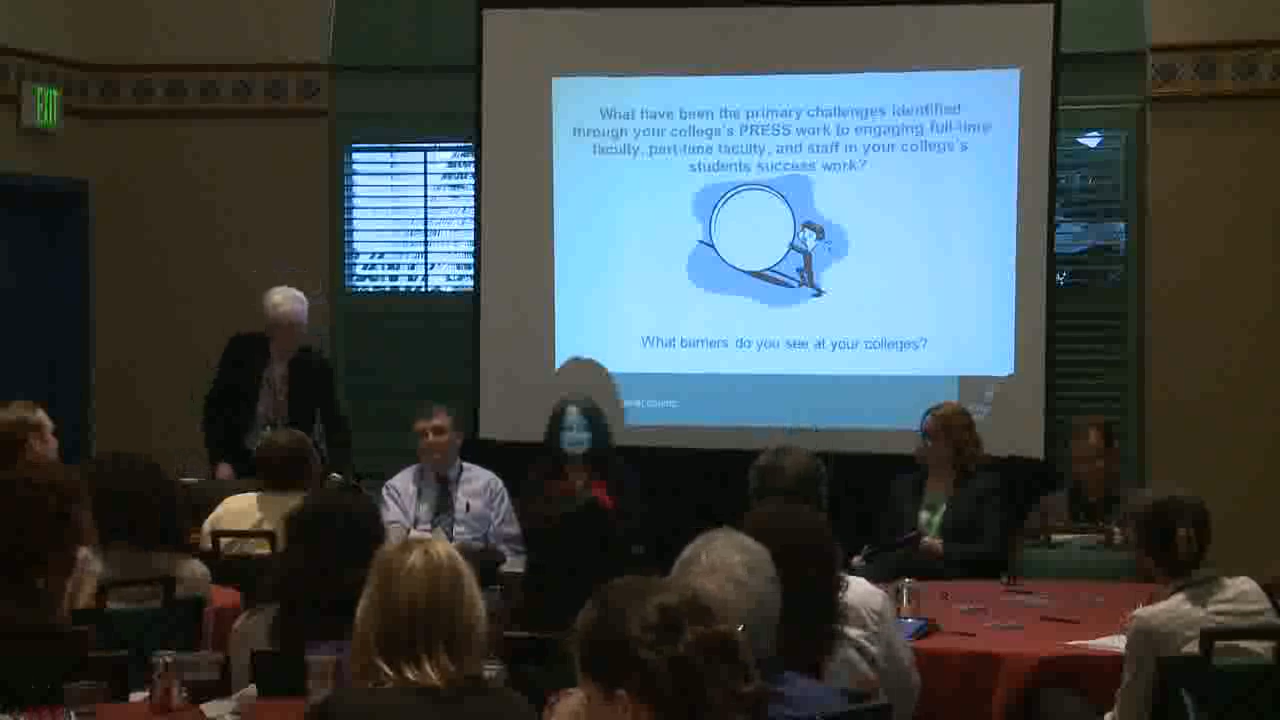 EXIT
What have been the primary challenges identified
through your college's PRESS work to engaging full-time
faculty, part-time faculty, and staff in your college's
students success work?
What barriers do you see at your colleges?